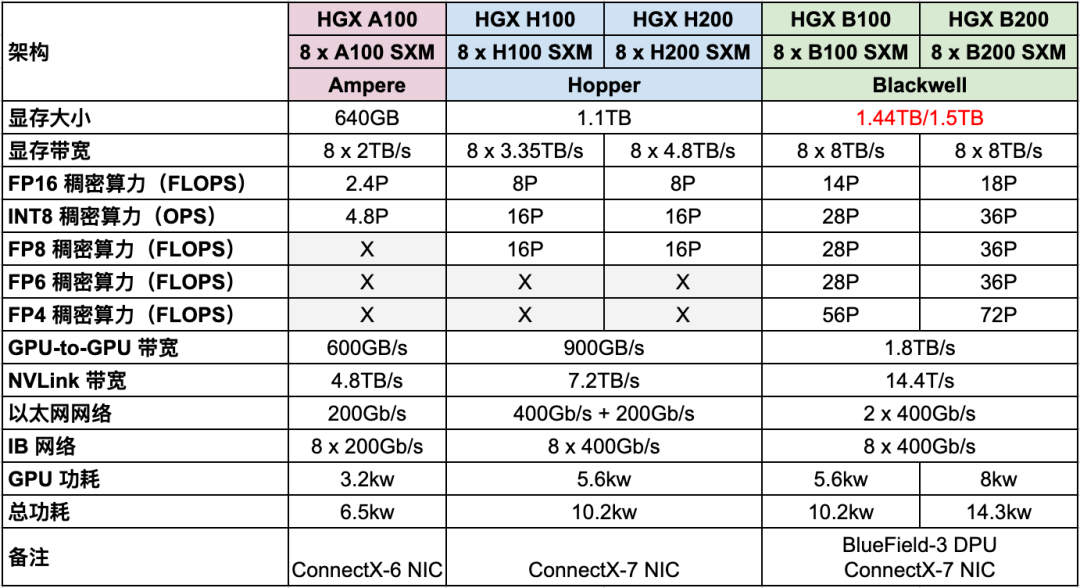 架构 HGX A100 HGX H100 HGX H200 HGX B100 HGX B200
8 x A100 SXM 8 x H100 SXM 8 x H200 SXM 8 x B100 SXM 8 x B200 SXM
Ampere Hopper Blackwell
显存大小 640GB 1.1TB 1.44TB/1.5TB
显存带宽 8 x 2TB/s 8 x 3.35TB/s 8 x 4.8TB/s 8 x 8TB/s 8 x 8TB/s
FP16 稠密算力（FLOPS） 2.4P 8P 8P 14P 18P
INT8 稠密算力（OPS） 4.8P 16P 16P 28P 36P
FP8 稠密算力（FLOPS） X 16P 16P 28P 36P
FP6 稠密算力（FLOPS） X X X 28P 36P
FP4 稠密算力（FLOPS） X X X 56P 72P
GPU-to-GPU 带宽 600GB/s 900GB/s 1.8TB/s
NVLink 带宽 4.8TB/s 7.2TB/s 14.4T/s
以太网网络 200Gb/s 400Gb/s + 200Gb/s 2 x 400Gb/s
IB 网络 8 x 200Gb/s 8 x 400Gb/s 8 x 400Gb/s
GPU 功耗 3.2kw 5.6kw 5.6kw 8kw
总功耗 6.5kw 10.2kw 10.2kw 14.3kw
备注 ConnectX-6 NIC ConnectX-7 NIC BlueField-3 DPU
ConnectX-7 NIC